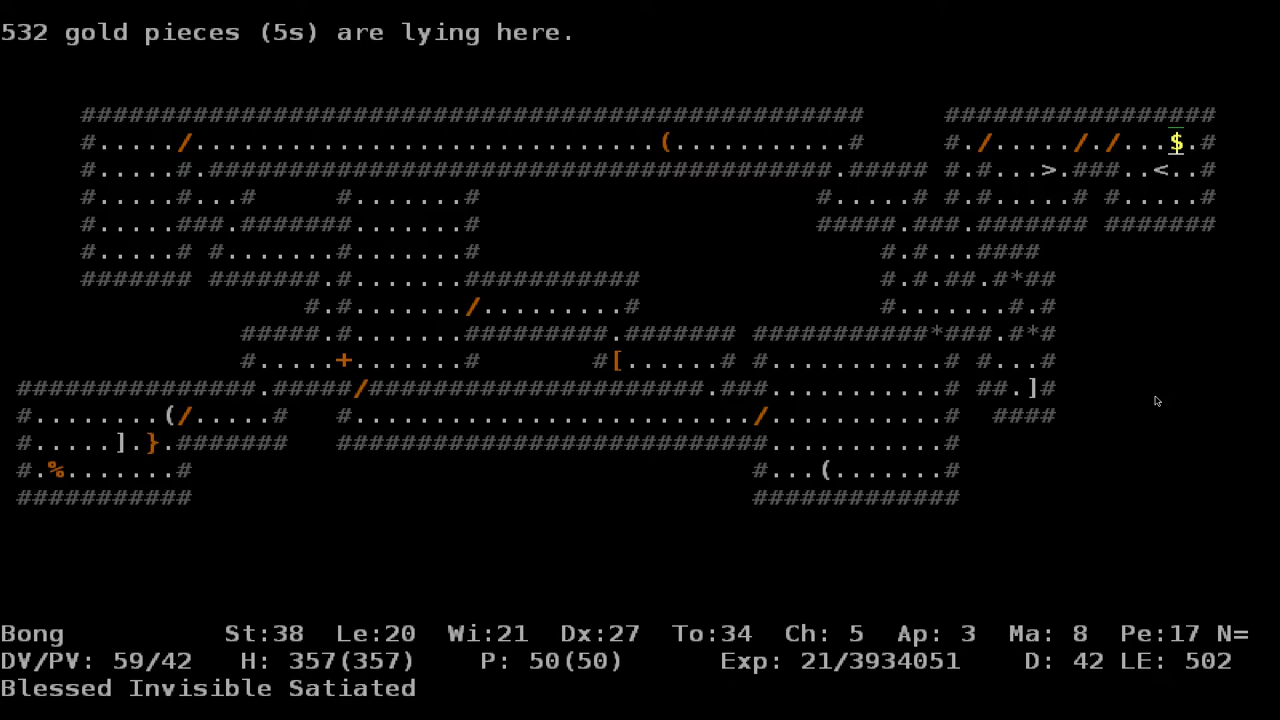 532 gold pieces (5s) are lying here.
Bong St:38 Le:20 Wi:21 Dx:27 To:34 Ch: 5 Ap: 3 Ma: 8 Pe:17 N=
DV/PV: 59/42 H: 357(357) P: 50(50) Exp: 21/3934051 D: 42 LE: 502
Blessed Invisible Satiated